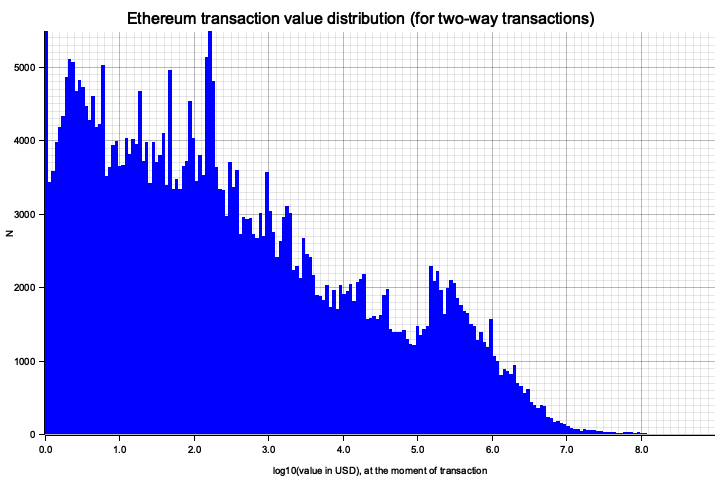 Ethereum transaction value distribution (for two-way transactions)
5000
4000
3000
2000
1000
0
N
0.0 1.0 2.0 3.0 4.0 5.0 6.0 7.0 8.0
log10(value in USD), at the moment of transaction